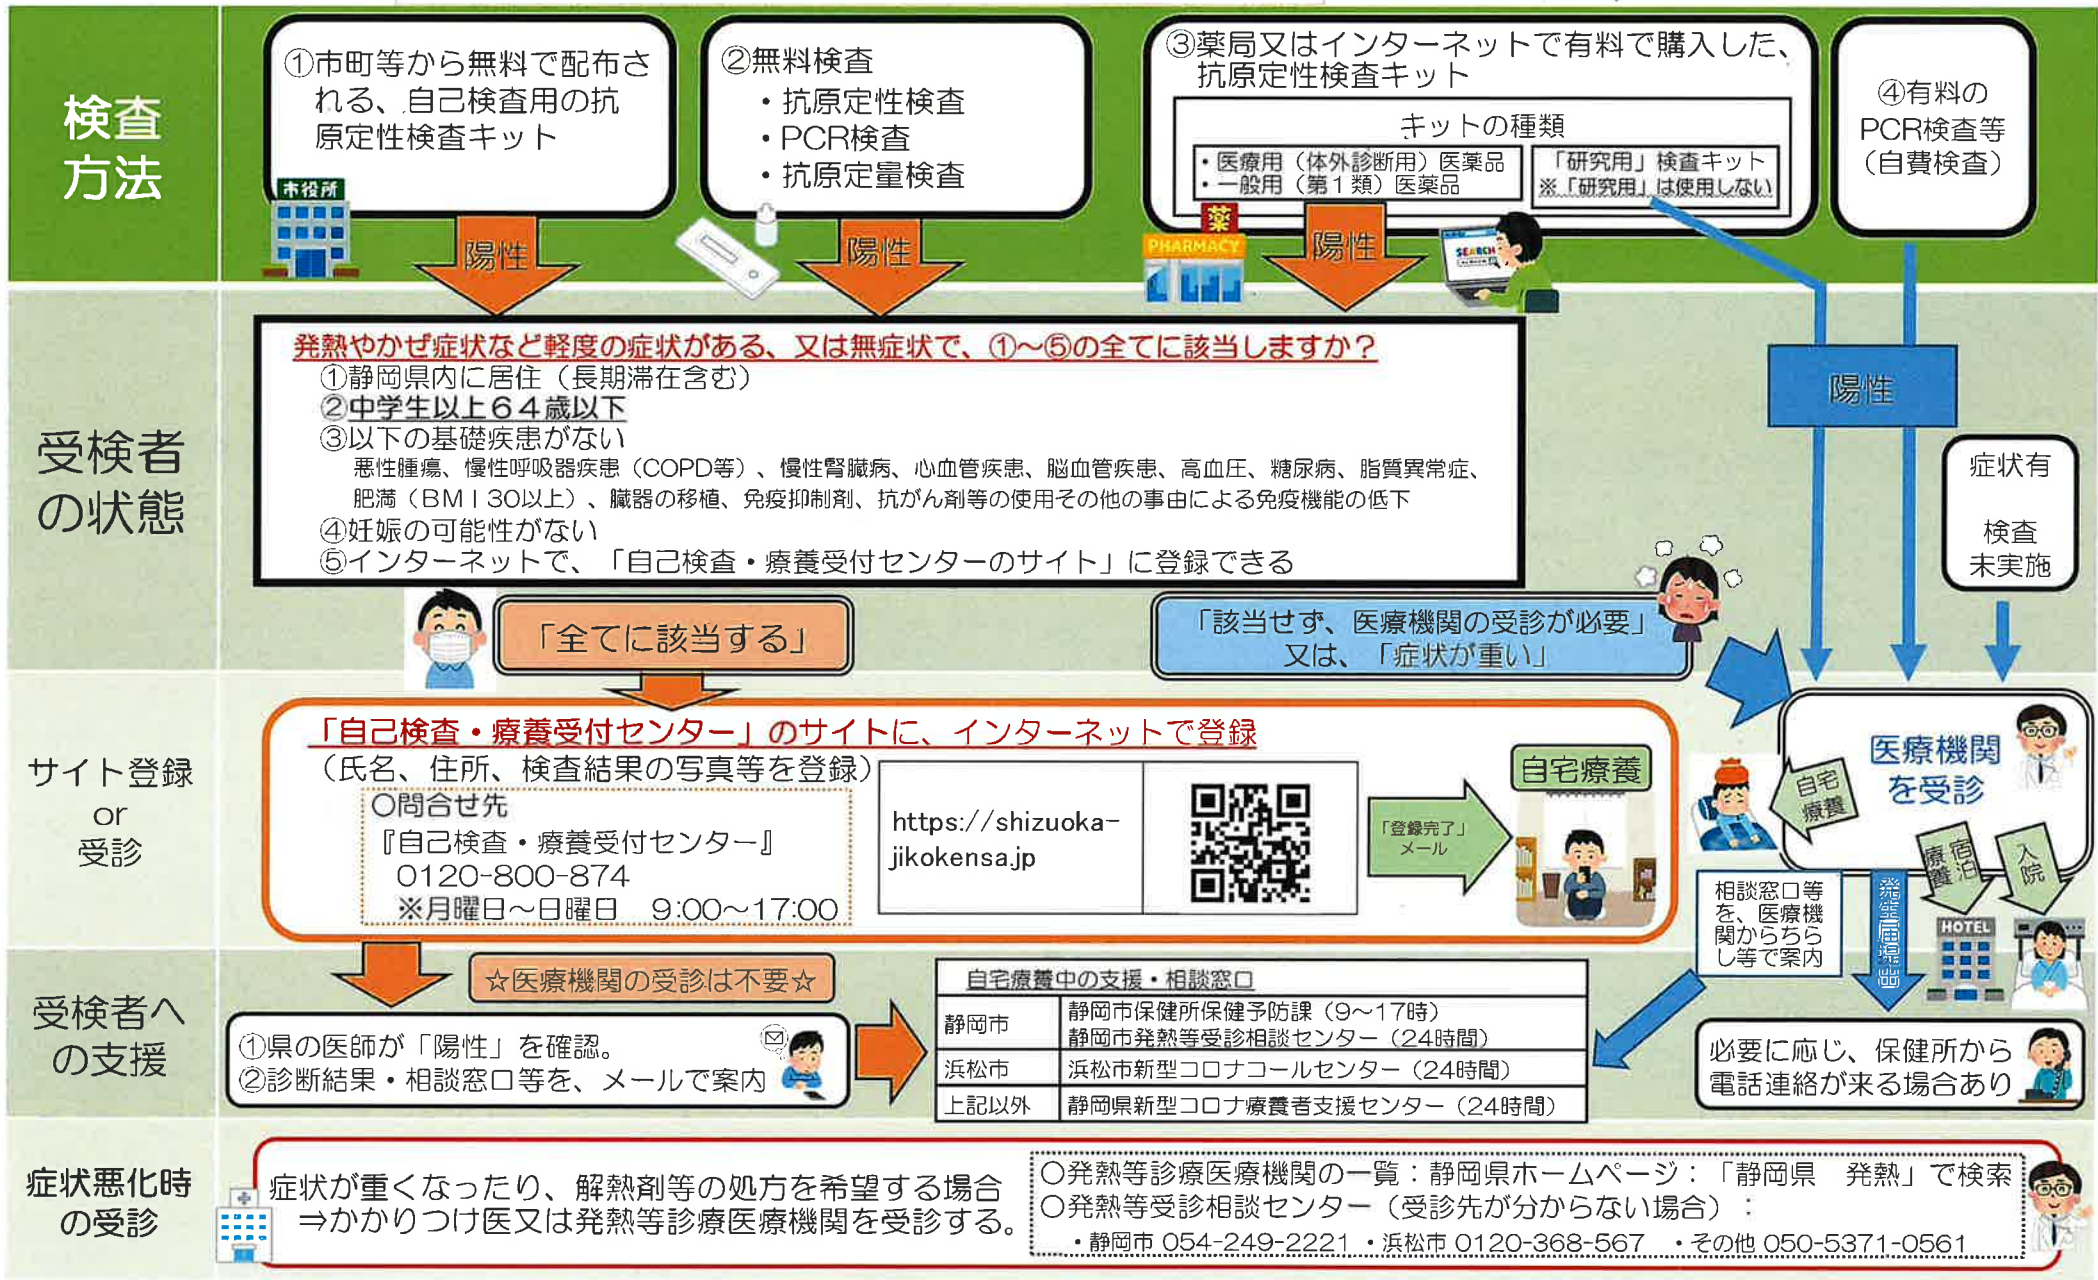 検査
方法
①市町等から無料で配布さ
れる、自己検査用の抗
原定性検査キット
市役所
②無料検査
・抗原定性検査
・PCR検査
・抗原定量検査
③薬局又はインターネットで有料で購入した、
抗原定性検査キット
キットの種類
・医療用（体外診断用）医薬品
・一般用（第１類）医薬品
「研究用」検査キット
※「研究用」は使用しない
④有料の
PCR検査等
（自費検査）
陽性
陽性
薬
PHARMACY
陽性
SEARCH
受検者
の状態
発熱やかぜ症状など軽度の症状がある、又は無症状で、①～⑤の全てに該当しますか？
①静岡県内に居住（長期滞在含む）
②中学生以上６４歳以下
③以下の基礎疾患がない
悪性腫瘍、慢性呼吸器疾患（COPD等）、慢性腎臓病、心血管疾患、脳血管疾患、高血圧、糖尿病、脂質異常症、
肥満（ＢＭＩ30以上）、臓器の移植、免疫抑制剤、抗がん剤等の使用その他の事由による免疫機能の低下
④妊娠の可能性がない
⑤インターネットで、「自己検査・療養受付センターのサイト」に登録できる
陽性
症状有
検査
未実施
「全てに該当する」
「該当せず、医療機関の受診が必要」
又は、「症状が重い」
サイト登録
or
受診
「自己検査・療養受付センター」のサイトに、インターネットで登録
（氏名、住所、検査結果の写真等を登録）
〇問合せ先
『自己検査・療養受付センター』
0120-800-874
※月曜日～日曜日　9:00～17:00
https://shizuoka-
jikokensa.jp
「登録完了」
メール
自宅療養
医療機関
を受診
自宅
療養
宿泊
療養
入院
相談窓口等
を、医療機
関からちら
し等で案内
発生届提出
HOTEL
受検者へ
の支援
☆医療機関の受診は不要☆
①県の医師が「陽性」を確認。
②診断結果・相談窓口等を、メールで案内
自宅療養中の支援・相談窓口
静岡市
静岡市保健所保健予防課（9～17時）
静岡市発熱等受診相談センター（24時間）
浜松市
浜松市新型コロナコールセンター（24時間）
上記以外
静岡県新型コロナ療養者支援センター（24時間）
必要に応じ、保健所から
電話連絡が来る場合あり
症状悪化時
の受診
症状が重くなったり、解熱剤等の処方を希望する場合
⇒かかりつけ医又は発熱等診療医療機関を受診する。
〇発熱等診療医療機関の一覧：静岡県ホームページ：「静岡県　発熱」で検索
〇発熱等受診相談センター（受診先が分からない場合）：
・静岡市 054-249-2221 ・浜松市 0120-368-567 ・その他 050-5371-0561